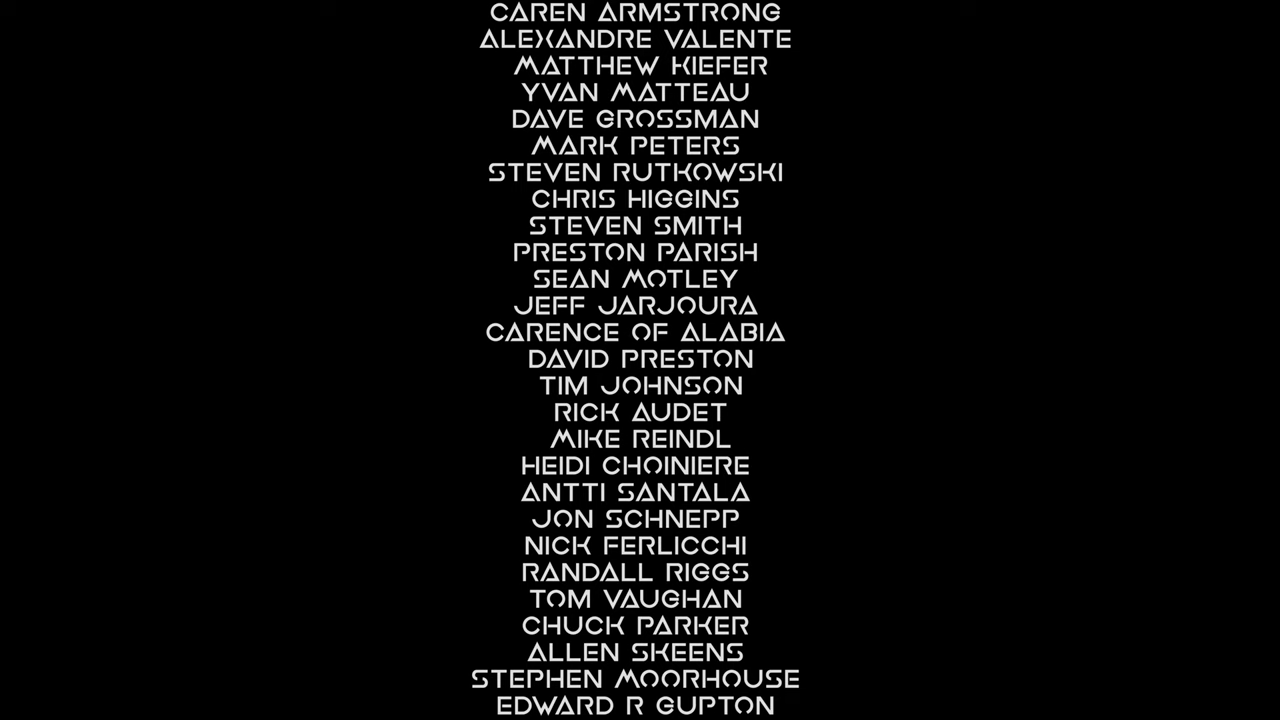 CAREN ARMSTRONG
ALEXANDRE VALENTE
MATTHEW KIEFER
YVAN MATTEAU
DAVE GROSSMAN
MARK PETERS
STEVEN RUTKOWSKI
CHRIS HIGGINS
STEVEN SMITH
PRESTON PARISH
SEAN MOTLEY
JEFF JARJOURA
CARENCE OF ALABIA
DAVID PRESTON
TIM JOHNSON
RICK AUDET
MIKE REINDL
HEIDI CHOINIERE
ANTTI SANTALA
JON SCHNEPP
NICK FERLICCHI
RANDALL RIGGS
TOM VAUGHAN
CHUCK PARKER
ALLEN SKEENS
STEPHEN MOORHOUSE
EDWARD R GUPTON